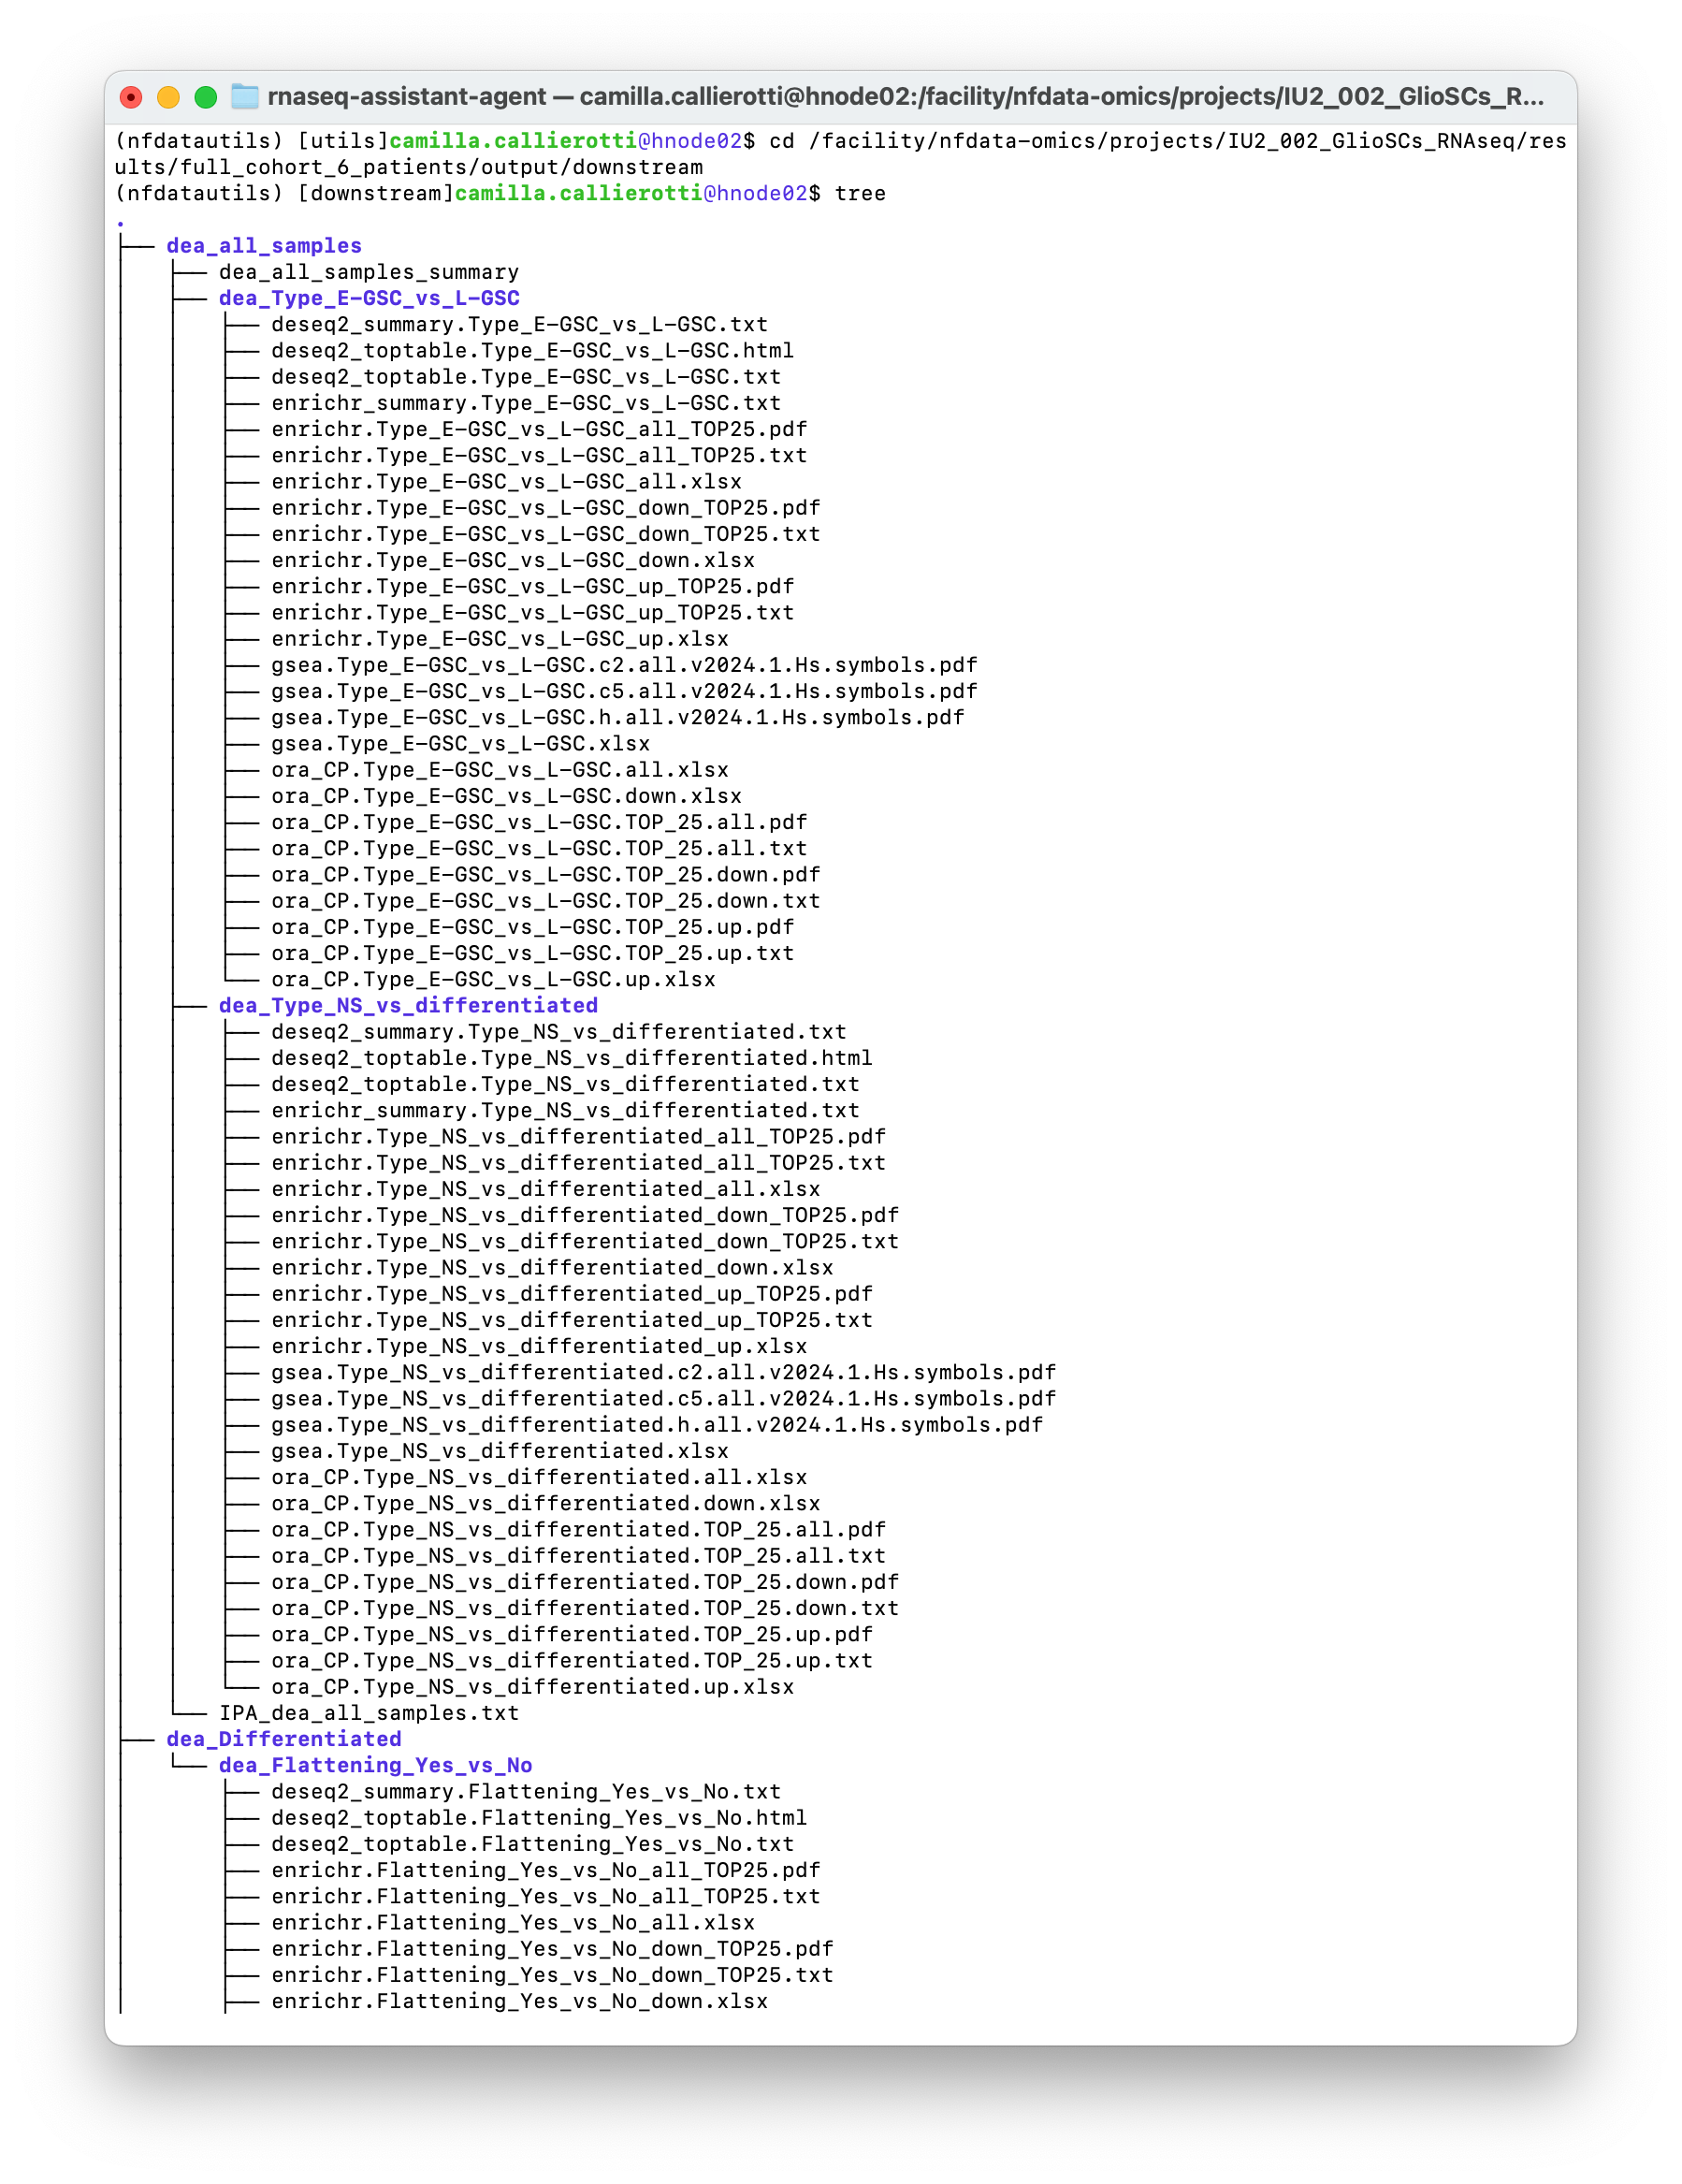 rnaseq-assistant-agent — camilla.callierotti@hnode02:/facility/nfdata-omics/projects/IU2_002_GlioSCs_R...
(nfdatautils) [utils]camilla.callierotti@hnode02$ cd /facility/nfdata-omics/projects/IU2_002_GlioSCs_RNAseq/res
ults/full_cohort_6_patients/output/downstream
(nfdatautils) [downstream]camilla.callierotti@hnode02$ tree
.
├── dea_all_samples
│   ├── dea_all_samples_summary
│   ├── dea_Type_E-GSC_vs_L-GSC
│   │   ├── deseq2_summary.Type_E-GSC_vs_L-GSC.txt
│   │   ├── deseq2_toptable.Type_E-GSC_vs_L-GSC.html
│   │   ├── deseq2_toptable.Type_E-GSC_vs_L-GSC.txt
│   │   ├── enrichr_summary.Type_E-GSC_vs_L-GSC.txt
│   │   ├── enrichr.Type_E-GSC_vs_L-GSC_all_TOP25.pdf
│   │   ├── enrichr.Type_E-GSC_vs_L-GSC_all_TOP25.txt
│   │   ├── enrichr.Type_E-GSC_vs_L-GSC_all.xlsx
│   │   ├── enrichr.Type_E-GSC_vs_L-GSC_down_TOP25.pdf
│   │   ├── enrichr.Type_E-GSC_vs_L-GSC_down_TOP25.txt
│   │   ├── enrichr.Type_E-GSC_vs_L-GSC_down.xlsx
│   │   ├── enrichr.Type_E-GSC_vs_L-GSC_up_TOP25.pdf
│   │   ├── enrichr.Type_E-GSC_vs_L-GSC_up_TOP25.txt
│   │   ├── enrichr.Type_E-GSC_vs_L-GSC_up.xlsx
│   │   ├── gsea.Type_E-GSC_vs_L-GSC.c2.all.v2024.1.Hs.symbols.pdf
│   │   ├── gsea.Type_E-GSC_vs_L-GSC.c5.all.v2024.1.Hs.symbols.pdf
│   │   ├── gsea.Type_E-GSC_vs_L-GSC.h.all.v2024.1.Hs.symbols.pdf
│   │   ├── gsea.Type_E-GSC_vs_L-GSC.xlsx
│   │   ├── ora_CP.Type_E-GSC_vs_L-GSC.all.xlsx
│   │   ├── ora_CP.Type_E-GSC_vs_L-GSC.down.xlsx
│   │   ├── ora_CP.Type_E-GSC_vs_L-GSC.TOP_25.all.pdf
│   │   ├── ora_CP.Type_E-GSC_vs_L-GSC.TOP_25.all.txt
│   │   ├── ora_CP.Type_E-GSC_vs_L-GSC.TOP_25.down.pdf
│   │   ├── ora_CP.Type_E-GSC_vs_L-GSC.TOP_25.down.txt
│   │   ├── ora_CP.Type_E-GSC_vs_L-GSC.TOP_25.up.pdf
│   │   ├── ora_CP.Type_E-GSC_vs_L-GSC.TOP_25.up.txt
│   │   └── ora_CP.Type_E-GSC_vs_L-GSC.up.xlsx
│   ├── dea_Type_NS_vs_differentiated
│   │   ├── deseq2_summary.Type_NS_vs_differentiated.txt
│   │   ├── deseq2_toptable.Type_NS_vs_differentiated.html
│   │   ├── deseq2_toptable.Type_NS_vs_differentiated.txt
│   │   ├── enrichr_summary.Type_NS_vs_differentiated.txt
│   │   ├── enrichr.Type_NS_vs_differentiated_all_TOP25.pdf
│   │   ├── enrichr.Type_NS_vs_differentiated_all_TOP25.txt
│   │   ├── enrichr.Type_NS_vs_differentiated_all.xlsx
│   │   ├── enrichr.Type_NS_vs_differentiated_down_TOP25.pdf
│   │   ├── enrichr.Type_NS_vs_differentiated_down_TOP25.txt
│   │   ├── enrichr.Type_NS_vs_differentiated_down.xlsx
│   │   ├── enrichr.Type_NS_vs_differentiated_up_TOP25.pdf
│   │   ├── enrichr.Type_NS_vs_differentiated_up_TOP25.txt
│   │   ├── enrichr.Type_NS_vs_differentiated_up.xlsx
│   │   ├── gsea.Type_NS_vs_differentiated.c2.all.v2024.1.Hs.symbols.pdf
│   │   ├── gsea.Type_NS_vs_differentiated.c5.all.v2024.1.Hs.symbols.pdf
│   │   ├── gsea.Type_NS_vs_differentiated.h.all.v2024.1.Hs.symbols.pdf
│   │   ├── gsea.Type_NS_vs_differentiated.xlsx
│   │   ├── ora_CP.Type_NS_vs_differentiated.all.xlsx
│   │   ├── ora_CP.Type_NS_vs_differentiated.down.xlsx
│   │   ├── ora_CP.Type_NS_vs_differentiated.TOP_25.all.pdf
│   │   ├── ora_CP.Type_NS_vs_differentiated.TOP_25.all.txt
│   │   ├── ora_CP.Type_NS_vs_differentiated.TOP_25.down.pdf
│   │   ├── ora_CP.Type_NS_vs_differentiated.TOP_25.down.txt
│   │   ├── ora_CP.Type_NS_vs_differentiated.TOP_25.up.pdf
│   │   ├── ora_CP.Type_NS_vs_differentiated.TOP_25.up.txt
│   │   └── ora_CP.Type_NS_vs_differentiated.up.xlsx
│   └── IPA_dea_all_samples.txt
├── dea_Differentiated
│   └── dea_Flattening_Yes_vs_No
│       ├── deseq2_summary.Flattening_Yes_vs_No.txt
│       ├── deseq2_toptable.Flattening_Yes_vs_No.html
│       ├── deseq2_toptable.Flattening_Yes_vs_No.txt
│       ├── enrichr.Flattening_Yes_vs_No_all_TOP25.pdf
│       ├── enrichr.Flattening_Yes_vs_No_all_TOP25.txt
│       ├── enrichr.Flattening_Yes_vs_No_all.xlsx
│       ├── enrichr.Flattening_Yes_vs_No_down_TOP25.pdf
│       ├── enrichr.Flattening_Yes_vs_No_down_TOP25.txt
│       ├── enrichr.Flattening_Yes_vs_No_down.xlsx